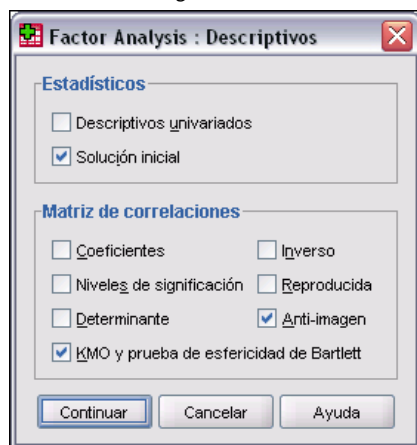 Factor Analysis : Descriptivos
Estadísticos
Descriptivos univariados
Solución inicial
Matriz de correlaciones
Coeficientes
Inverso
Niveles de significación
Reproducida
Determinante
Anti-imagen
KMO y prueba de esfericidad de Bartlett
Continuar
Cancelar
Ayuda